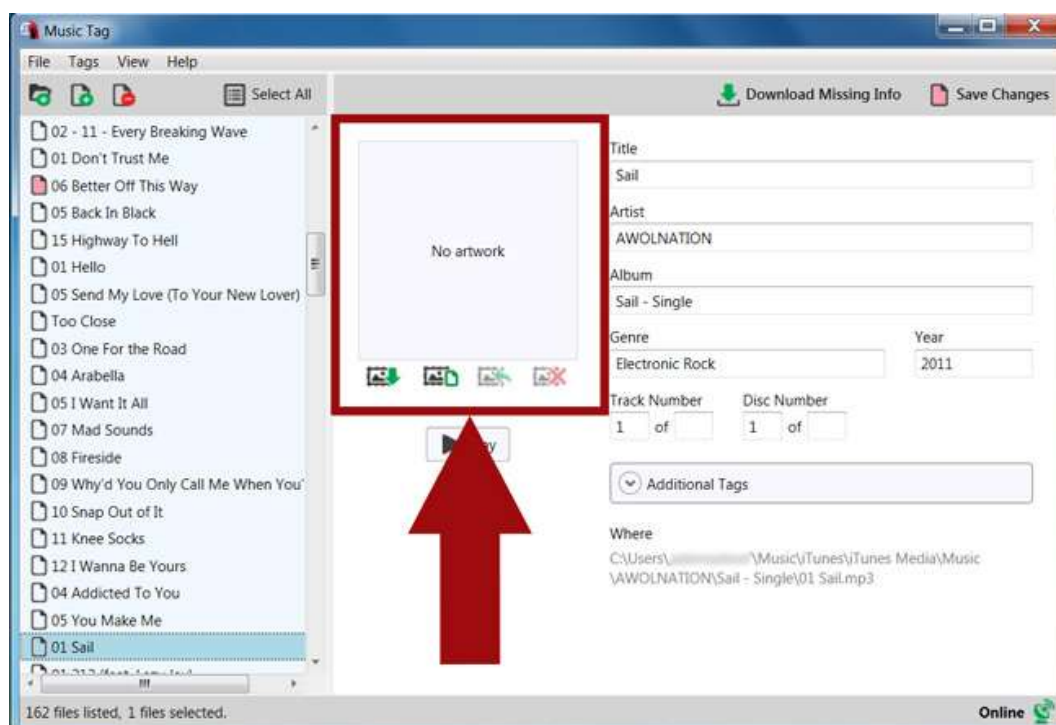 Music Tag
File Tags View Help
Select All
Download Missing Info Save Changes
02 - 11 - Every Breaking Wave
01 Don't Trust Me
06 Better Off This Way
05 Back In Black
15 Highway To Hell
01 Hello
05 Send My Love (To Your New Lover)
Too Close
03 One For the Road
04 Arabella
05 I Want It All
07 Mad Sounds
08 Fireside
09 Why'd You Only Call Me When You'
10 Snap Out of It
11 Knee Socks
12 I Wanna Be Yours
04 Addicted To You
05 You Make Me
01 Sail
No artwork
Title
Sail
Artist
AWOLNATION
Album
Sail - Single
Genre Year
Electronic Rock 2011
Track Number Disc Number
1 of 1 of
Additional Tags
Where
C:\Users\ \Music\iTunes\iTunes Media\Music
\AWOLNATION\Sail - Single\01 Sail.mp3
162 files listed, 1 files selected.
Online